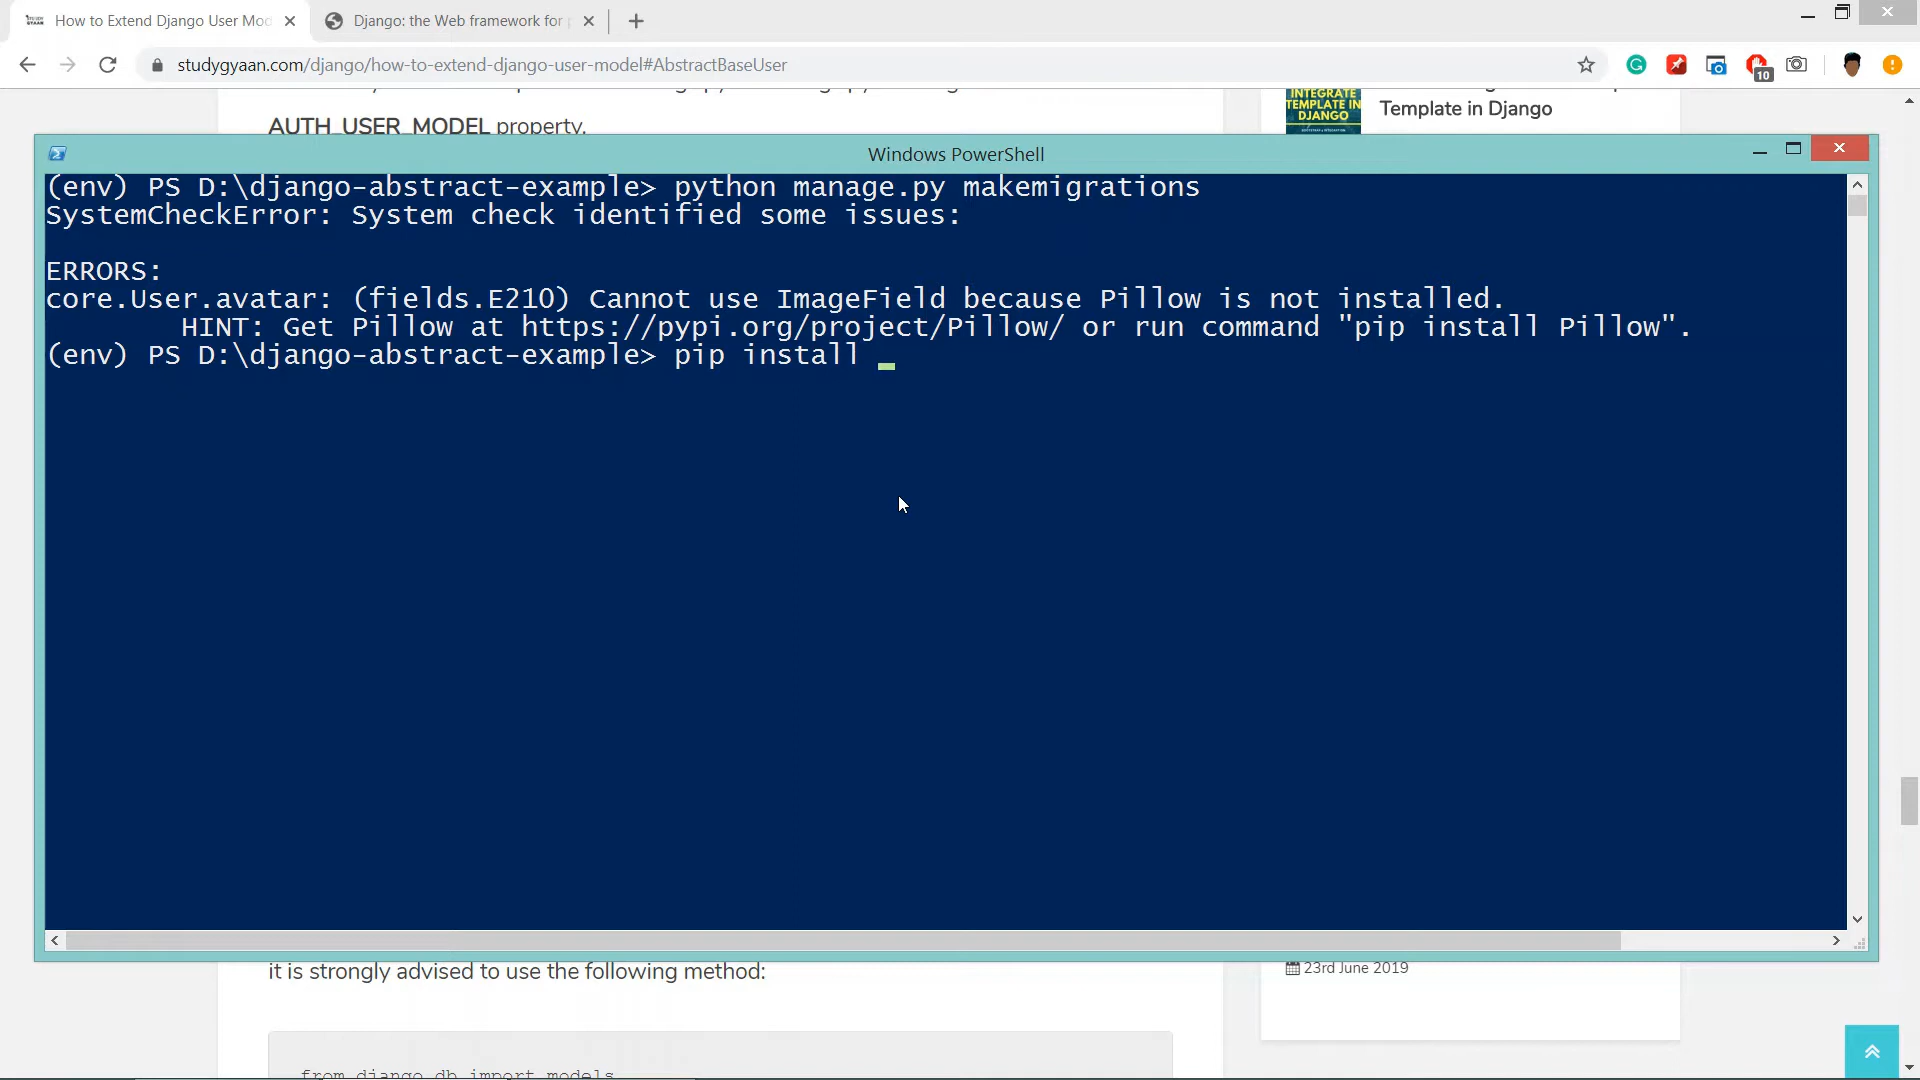 How to Extend Django User Mod
Django: the Web framework for p
studygyaan.com/django/how-to-extend-django-user-model#AbstractBaseUser
10
AUTH_USER_MODEL property.
INTEGRATE
TEMPLATE IN
DJANGO
Template in Django
Windows PowerShell
(env) PS D:\django-abstract-example> python manage.py makemigrations
SystemCheckError: System check identified some issues:
ERRORS:
core.User.avatar: (fields.E210) Cannot use ImageField because Pillow is not installed.
HINT: Get Pillow at https://pypi.org/project/Pillow/ or run command "pip install Pillow".
(env) PS D:\django-abstract-example> pip install
it is strongly advised to use the following method:
23rd June 2019
from django.db import models